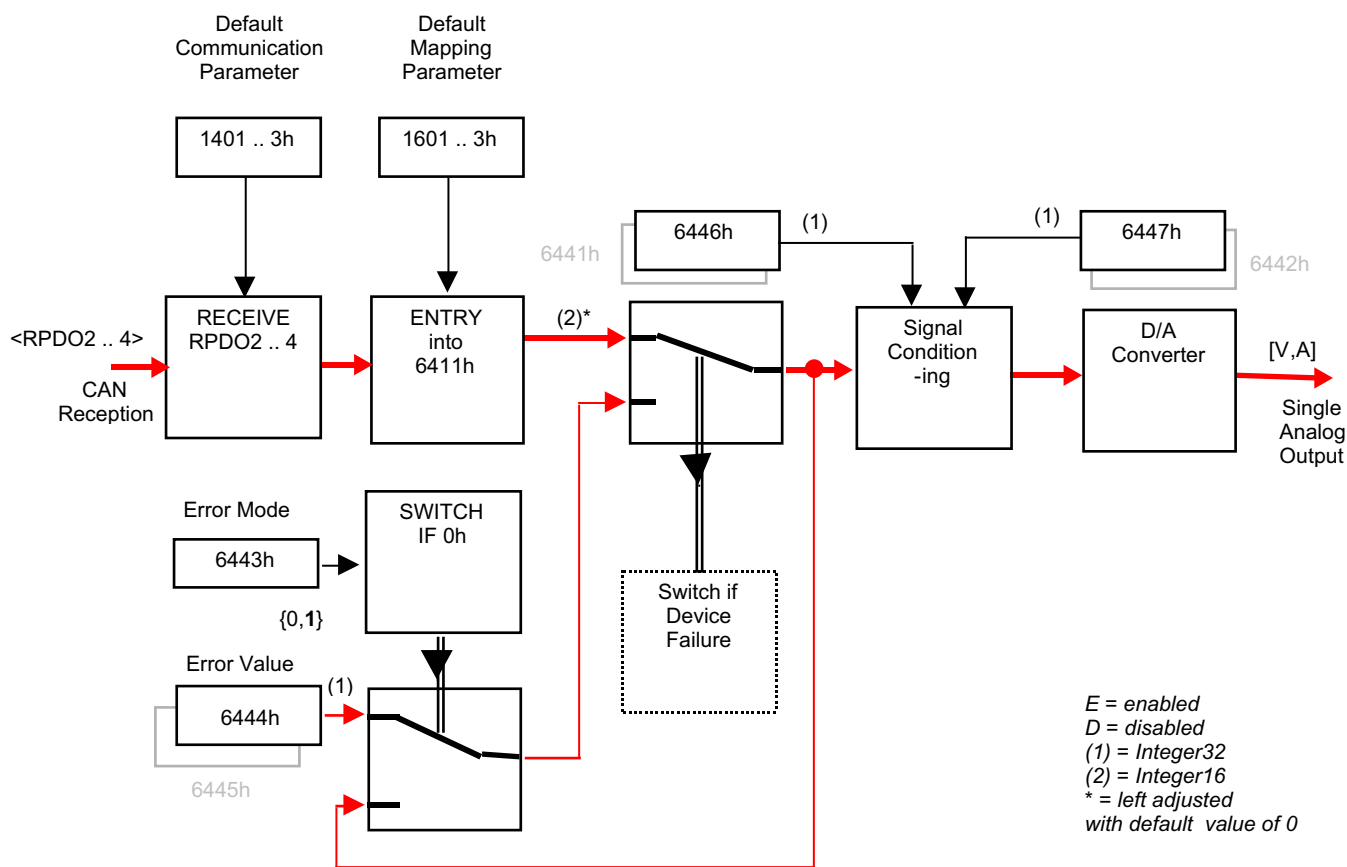 Default
Communication
Parameter
Default
Mapping
Parameter
1401 .. 3h
1601 .. 3h
6446h
(1)
6441h
(1)
6447h
6442h
<RPDO2 .. 4>
CAN
Reception
RECEIVE
RPDO2 .. 4
ENTRY
into
6411h
(2)*
Signal
Condition
-ing
D/A
Converter
[V,A]
Single
Analog
Output
Error Mode
6443h
{0,1}
SWITCH
IF 0h
Switch if
Device
Failure
Error Value
6444h
(1)
6445h
E = enabled
D = disabled
(1) = Integer32
(2) = Integer16
* = left adjusted
with default value of 0